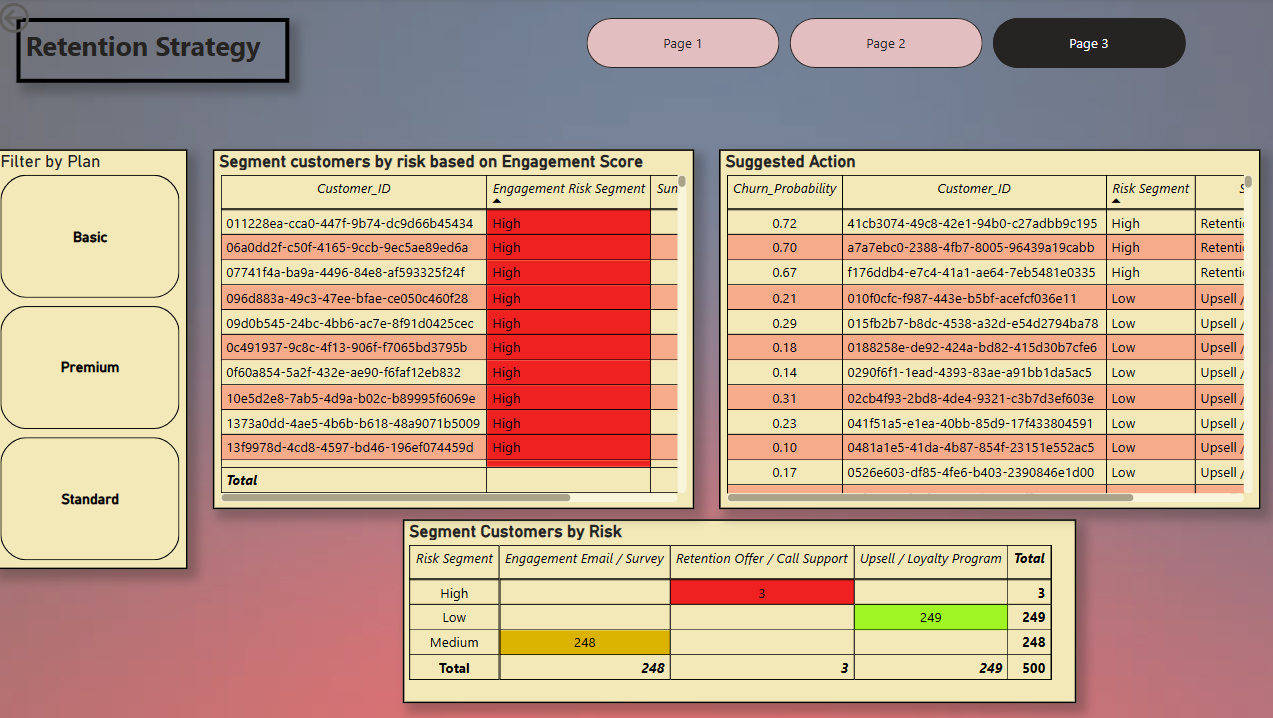 Retention Strategy
Page 1
Page 2
Page 3
Filter by Plan
Basic
Premium
Standard
Segment customers by risk based on Engagement Score
Customer_ID Engagement Risk Segment
011228ea-cca0-447f-9b74-dc9d66b45434 High
06a0dd2f-c50f-4165-9ccb-9ec5ae89ed6a High
07741f4a-ba9a-4496-84e8-af593325f24f High
096d883a-49c3-47ee-bfae-ce050c460f28 High
09d0b545-24bc-4bb6-ac7e-8f91d0425cec High
0c491937-9c8c-4f13-906f-f7065bd3795b High
0f60a854-5a2f-432e-ae90-f6faf12eb832 High
10e5d2e8-7ab5-4d9a-b02c-b89995f6069e High
1373a0dd-4ae5-4b6b-b618-48a9071b5009 High
13f9978d-4cd8-4597-bd46-196ef074459d High
Total
Suggested Action
Churn_Probability Customer_ID Risk Segment
0.72 41cb3074-49c8-42e1-94b0-c27adbb9c195 High
0.70 a7a7ebc0-2388-4fb7-8005-96439a19cabb High
0.67 f176ddb4-e7c4-41a1-ae64-7eb5481e0335 High
0.21 010f0cfc-f987-443e-b5bf-acefcf036e11 Low Upsell /
0.29 015fb2b7-b8dc-4538-a32d-e54d2794ba78 Low Upsell /
0.18 0188258e-de92-424a-bd82-415d30b7cfe6 Low Upsell /
0.14 0290f6f1-1ead-4393-83ae-a91bb1da5ac5 Low Upsell /
0.31 02cb4f93-2bd8-4de4-9321-c3b7d3ef603e Low Upsell /
0.23 041f51a5-e1ea-40bb-85d9-17f433804591 Low Upsell /
0.10 0481a1e5-41da-4b87-854f-23151e552ac5 Low Upsell /
0.17 0526e603-df85-4fe6-b403-2390846e1d00 Low Upsell /
Segment Customers by Risk
Risk Segment Engagement Email / Survey Retention Offer / Call Support Upsell / Loyalty Program Total
High 3 3
Low 249 249
Medium 248 248
Total 248 3 249 500